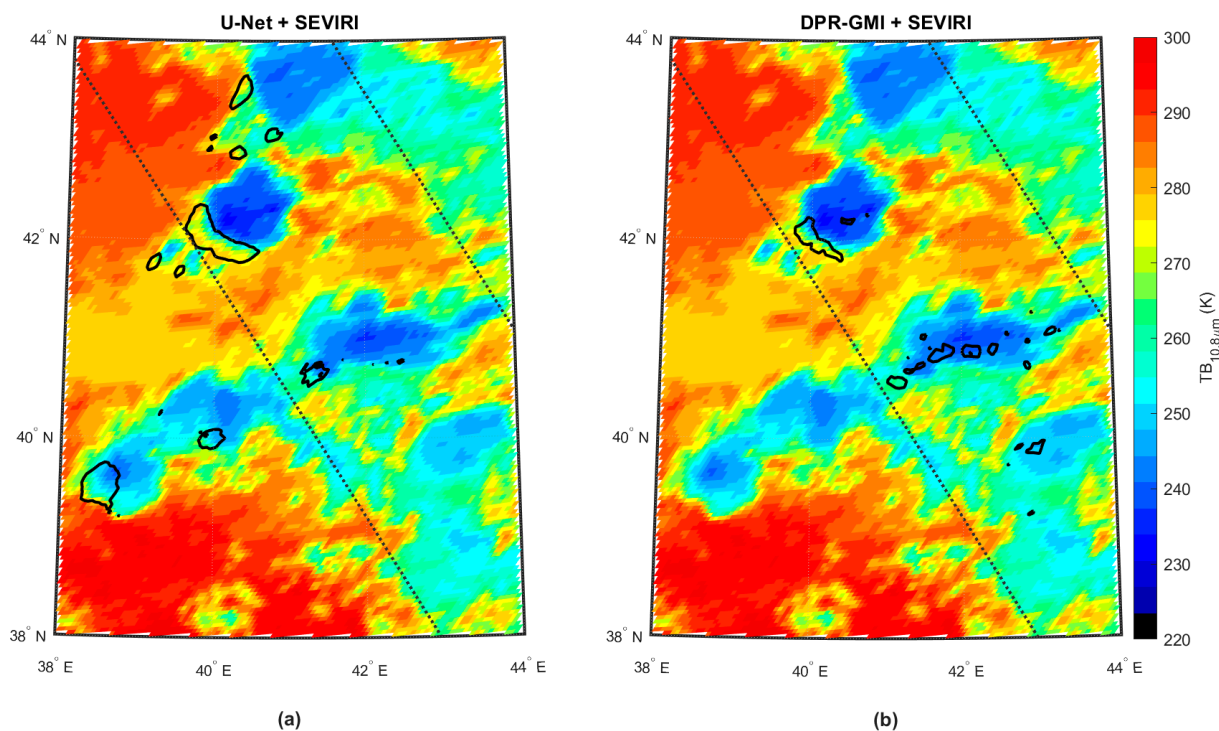 U-Net + SEVIRI
DPR-GMI + SEVIRI
44° N
42° N
40° N
38° N
38° E
40° E
42° E
44° E
(a)
44° N
42° N
40° N
38° N
38° E
40° E
42° E
44° E
(b)
300
290
280
270
260
250
240
230
220
TB10.8μm (K)